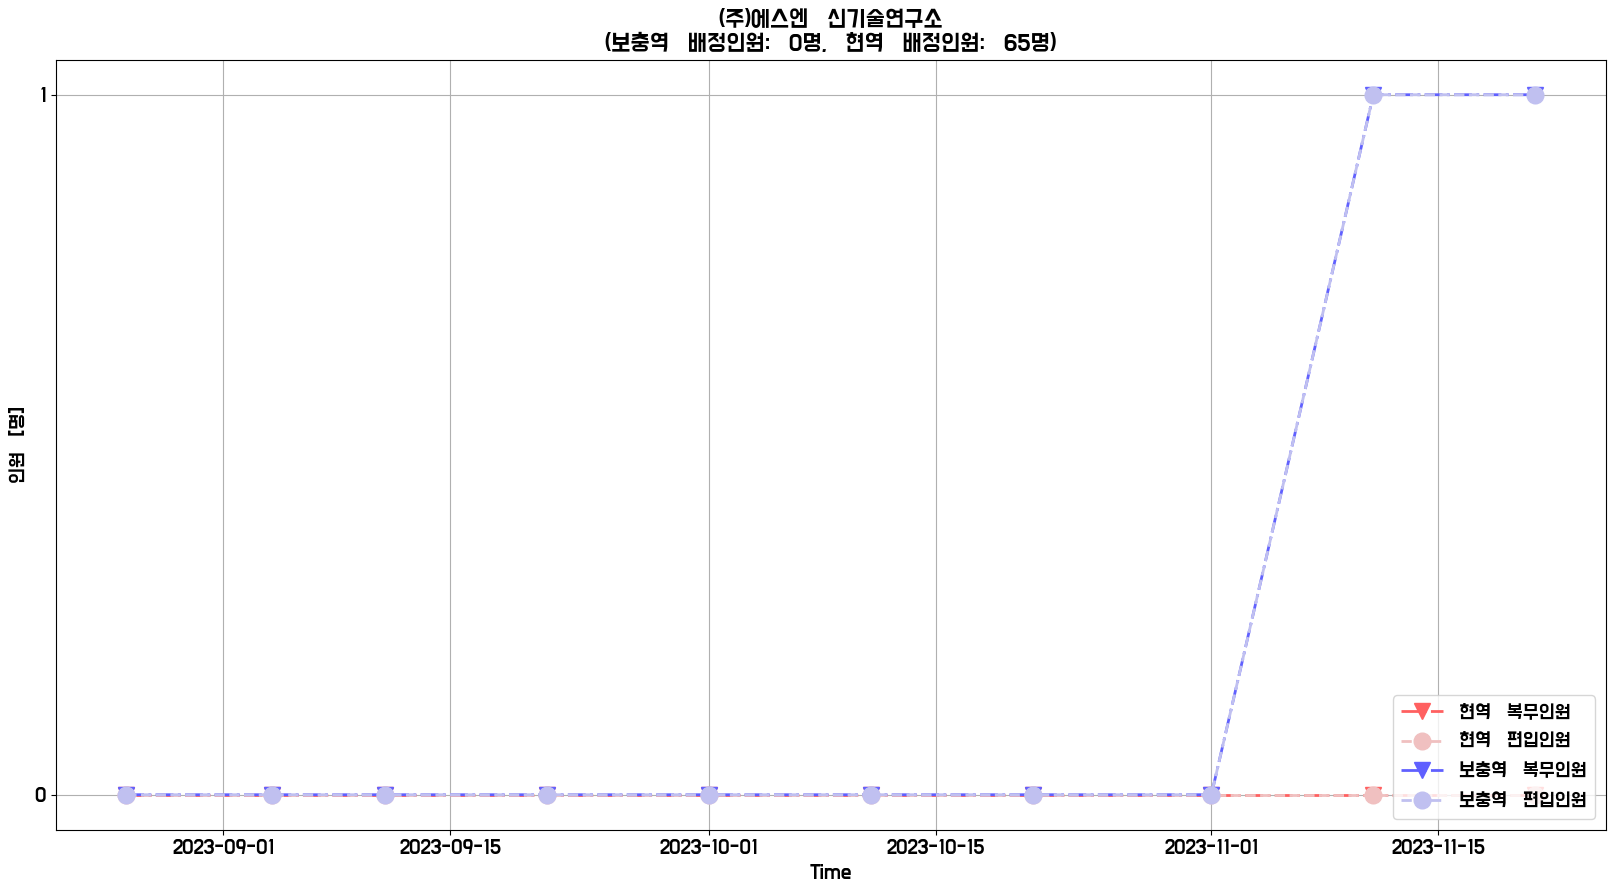 (주)에스엔 신기술연구소
(보충역 배정인원: 0명, 현역 배정인원: 65명)
1
0
인원 [명]
2023-09-01
2023-09-15
2023-10-01
2023-10-15
2023-11-01
2023-11-15
Time
현역 복무인원
현역 편입인원
보충역 복무인원
보충역 편입인원